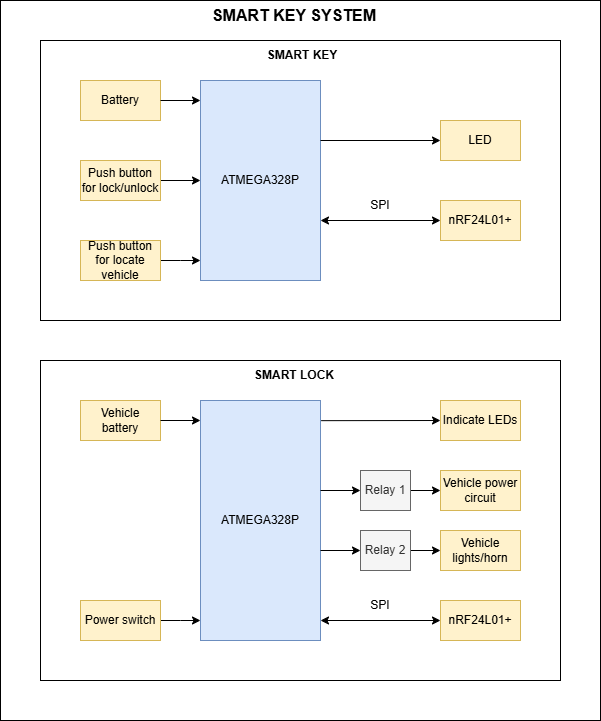 SMART KEY SYSTEM
SMART KEY
Battery
Push button
for lock/unlock
Push button
for locate
vehicle
ATMEGA328P
LED
SPI
nRF24L01+
SMART LOCK
Vehicle
battery
Power switch
ATMEGA328P
Indicate LEDs
Relay 1
Vehicle power
circuit
Relay 2
Vehicle
lights/horn
SPI
nRF24L01+